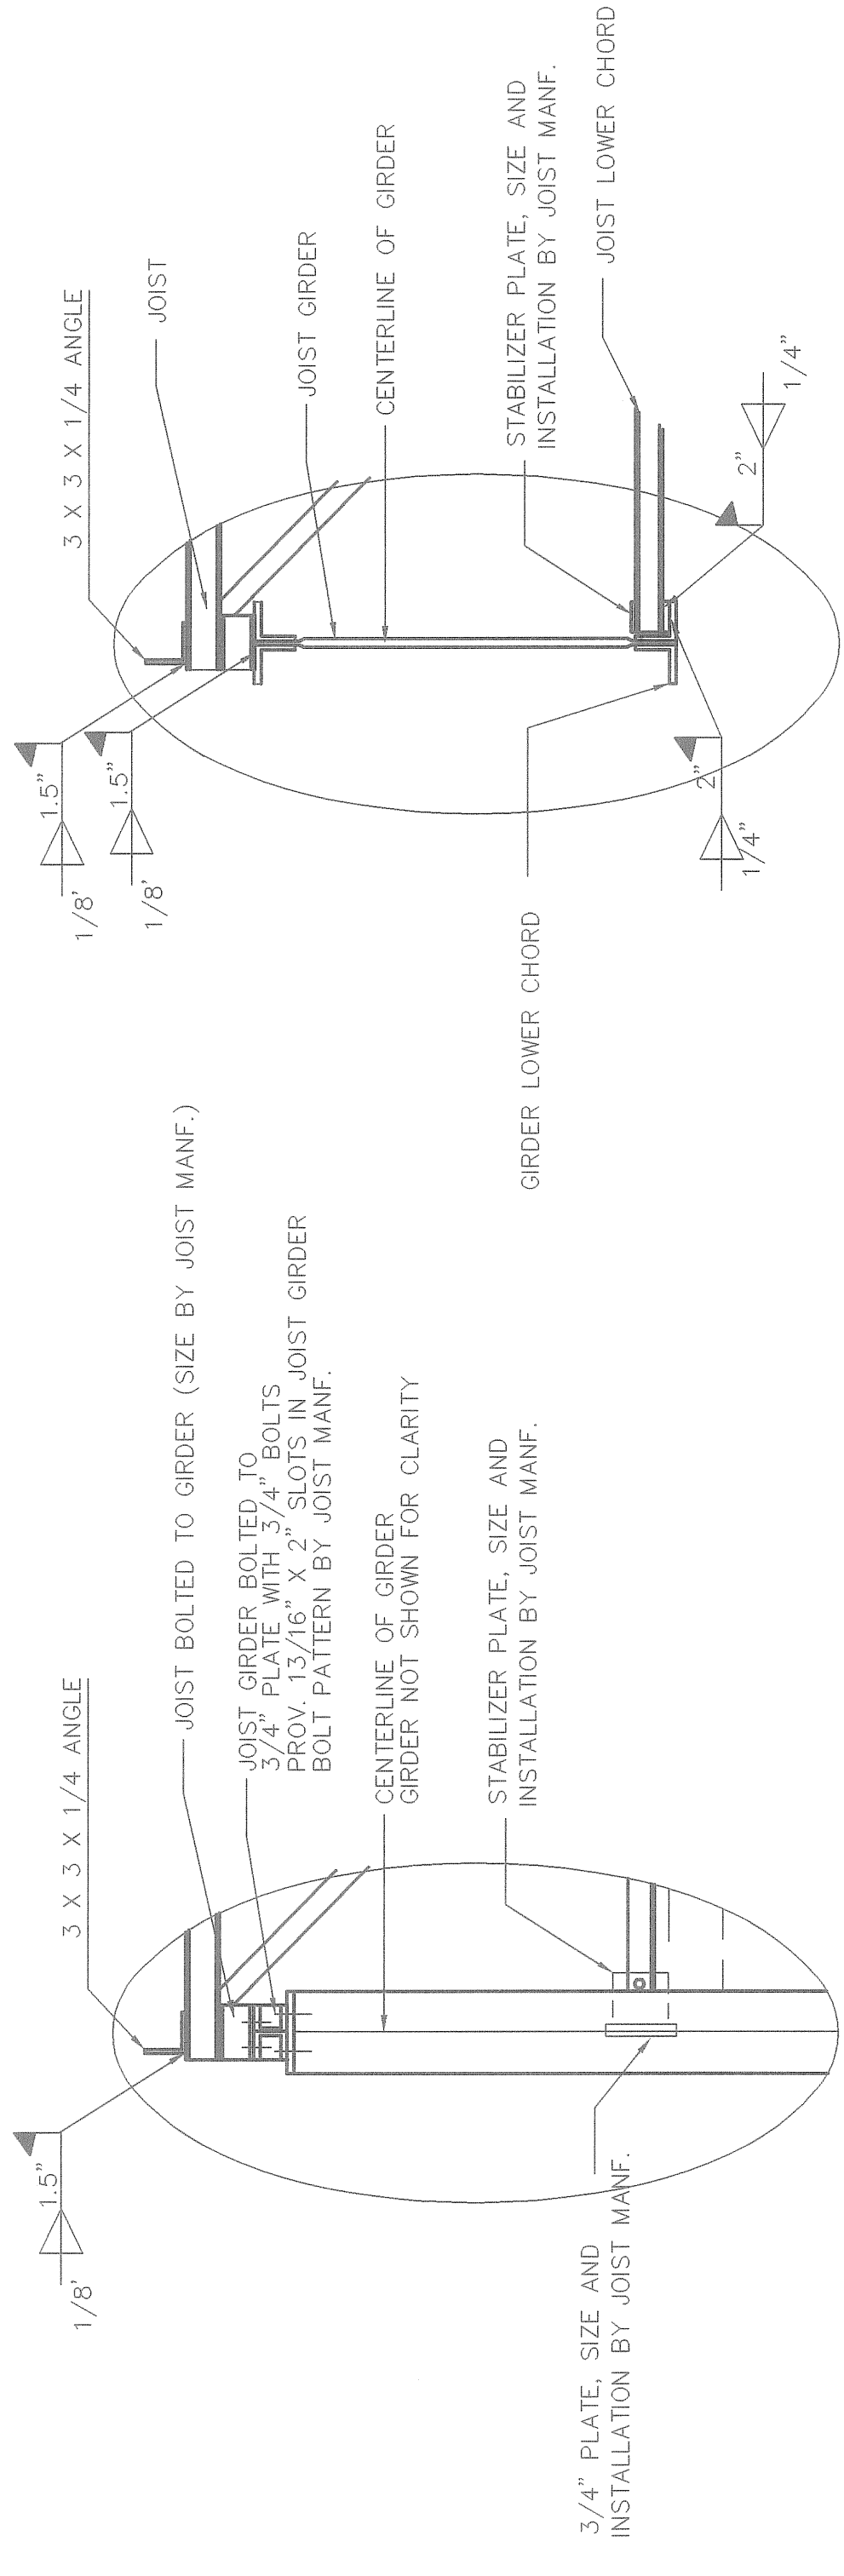 3 X 3 X 1/4 ANGLE
1.5"
1/8'
JOIST BOLTED TO GIRDER (SIZE BY JOIST MANF.)
JOIST GIRDER BOLTED TO
3/4" PLATE WITH 3/4" BOLTS
PROV. 13/16" X 2" SLOTS IN JOIST GIRDER
BOLT PATTERN BY JOIST MANF.
CENTERLINE OF GIRDER
GIRDER NOT SHOWN FOR CLARITY
STABILIZER PLATE, SIZE AND
INSTALLATION BY JOIST MANF.
3/4" PLATE, SIZE AND
INSTALLATION BY JOIST MANF.
3 X 3 X 1/4 ANGLE
1.5"
1/8'
1.5"
1/8'
JOIST
JOIST GIRDER
CENTERLINE OF GIRDER
STABILIZER PLATE, SIZE AND
INSTALLATION BY JOIST MANF.
JOIST LOWER CHORD
GIRDER LOWER CHORD
2"
1/4"
2"
1/4"